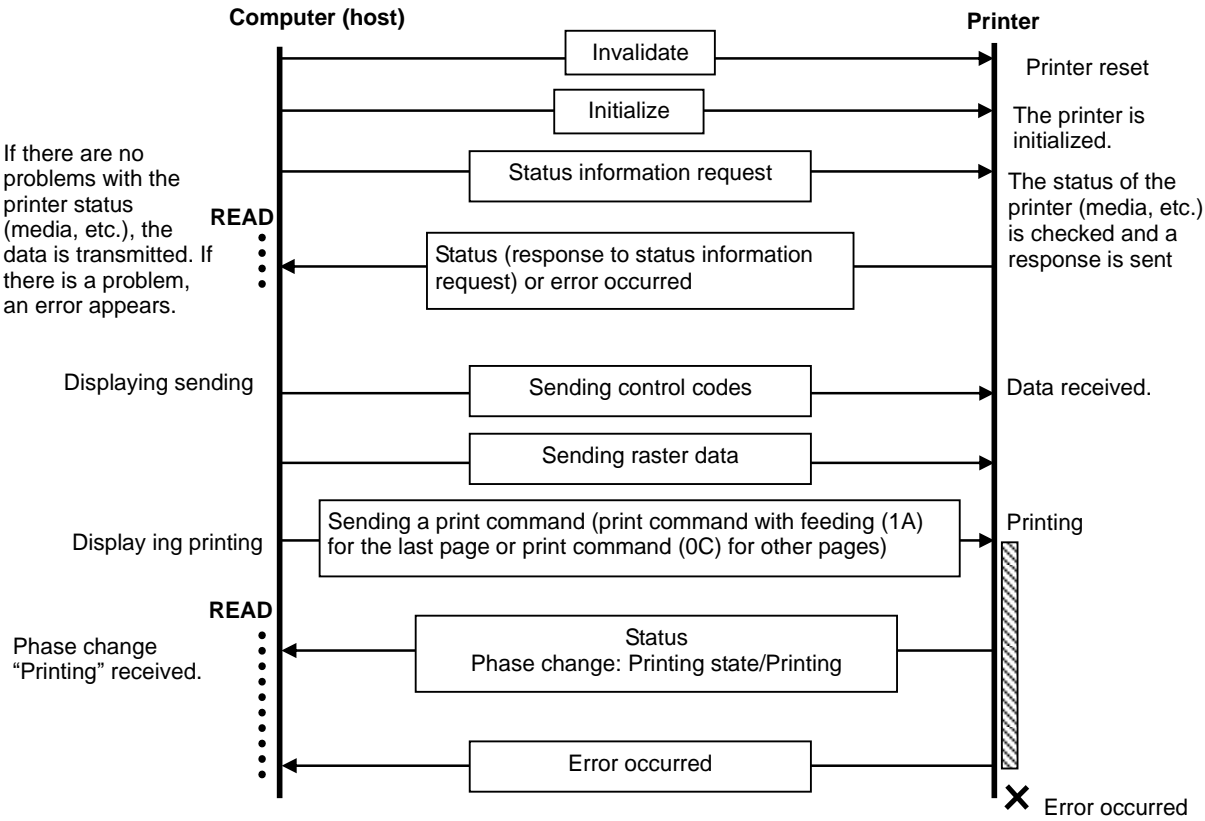 Computer (host)
Printer
Invalidate
Printer reset
Initialize
The printer is
initialized.
If there are no
problems with the
printer status
(media, etc.), the
data is transmitted. If
there is a problem,
an error appears.
Status information request
The status of the
printer (media, etc.)
is checked and a
response is sent
READ
Status (response to status information
request) or error occurred
Displaying sending
Sending control codes
Data received.
Sending raster data
Display ing printing
Sending a print command (print command with feeding (1A)
for the last page or print command (0C) for other pages)
Printing
READ
Phase change
“Printing” received.
Status
Phase change: Printing state/Printing
Error occurred
Error occurred